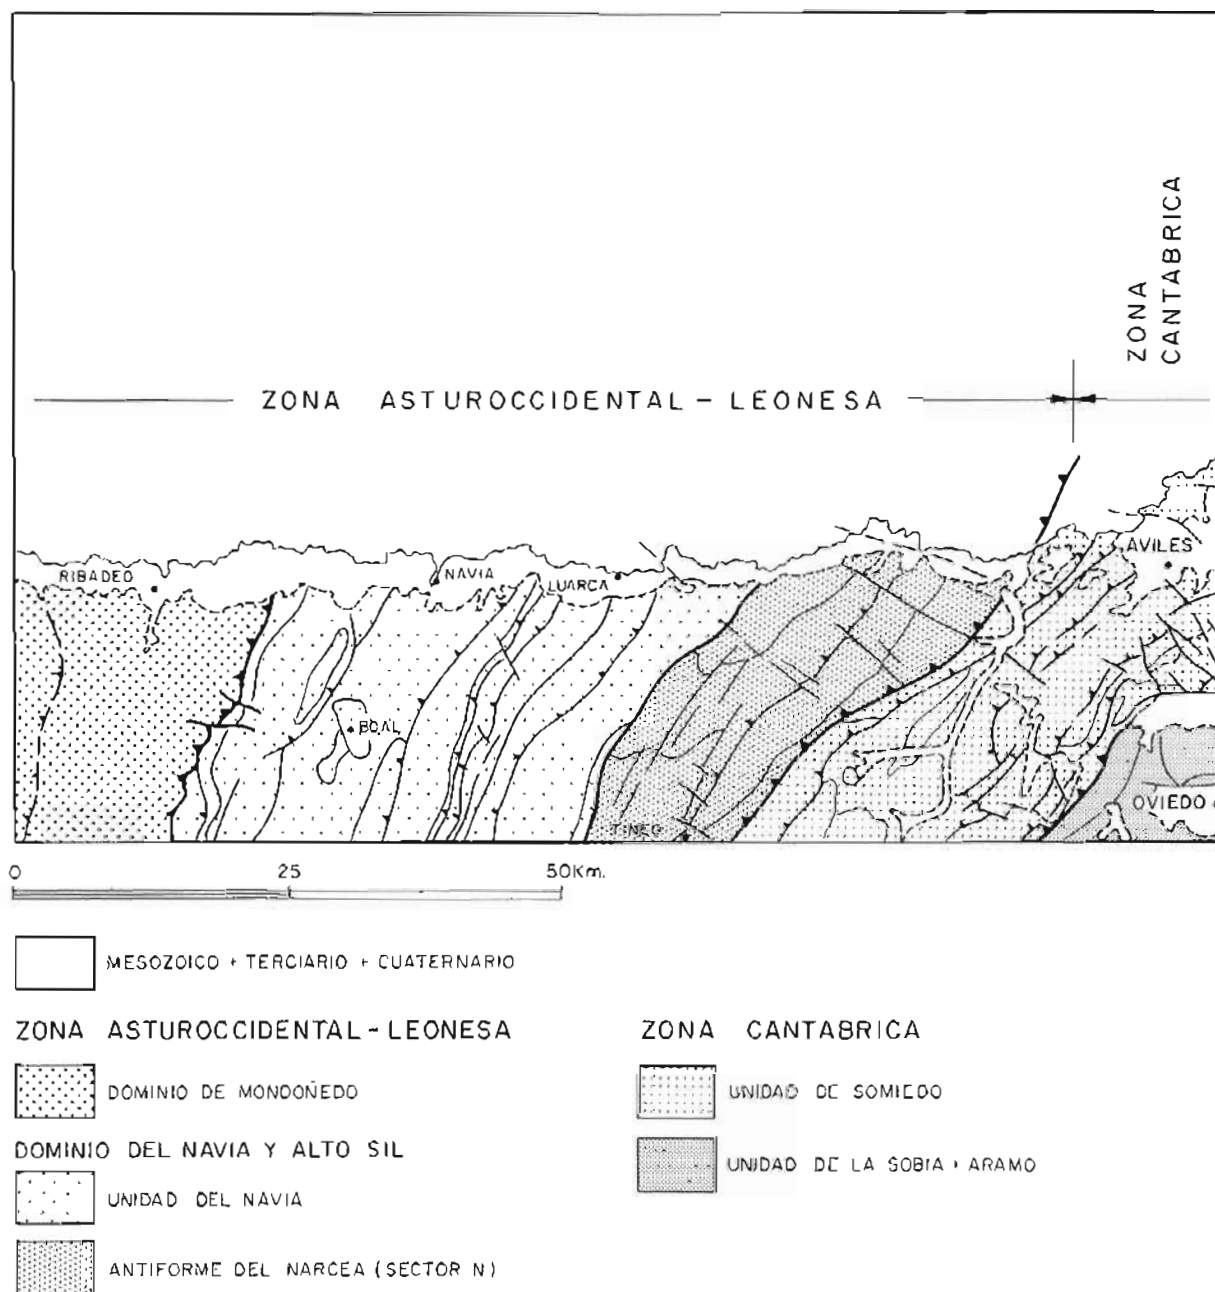 ZONA
CANTABRICA
ZONA ASTUROCCIDENTAL - LEONESA
AVILES
RIBADEO
NAVIA
LUARCA
BOAL
OVIEDO
TINEO
0 25 50Km.
MESOZOICO + TERCIARIO + CUATERNARIO
ZONA ASTUROCCIDENTAL - LEONESA
DOMINIO DE MONDOÑEDO
DOMINIO DEL NAVIA Y ALTO SIL
UNIDAD DEL NAVIA
ANTIFORME DEL NARCEA (SECTOR N)
ZONA CANTABRICA
UNIDAD DE SOMIEDO
UNIDAD DE LA SOBIA + ARAMO